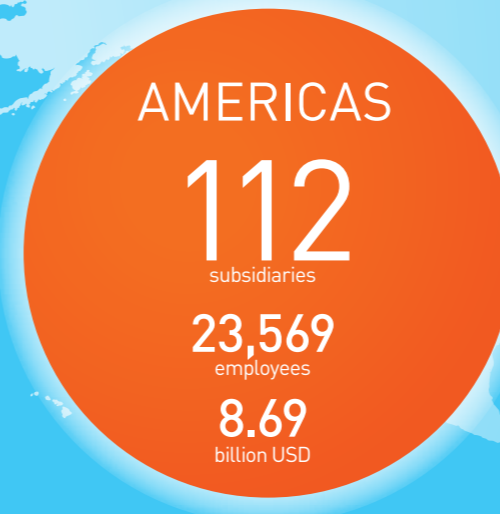 AMERICAS
112
subsidiaries
23,569
employees
8.69
billion USD